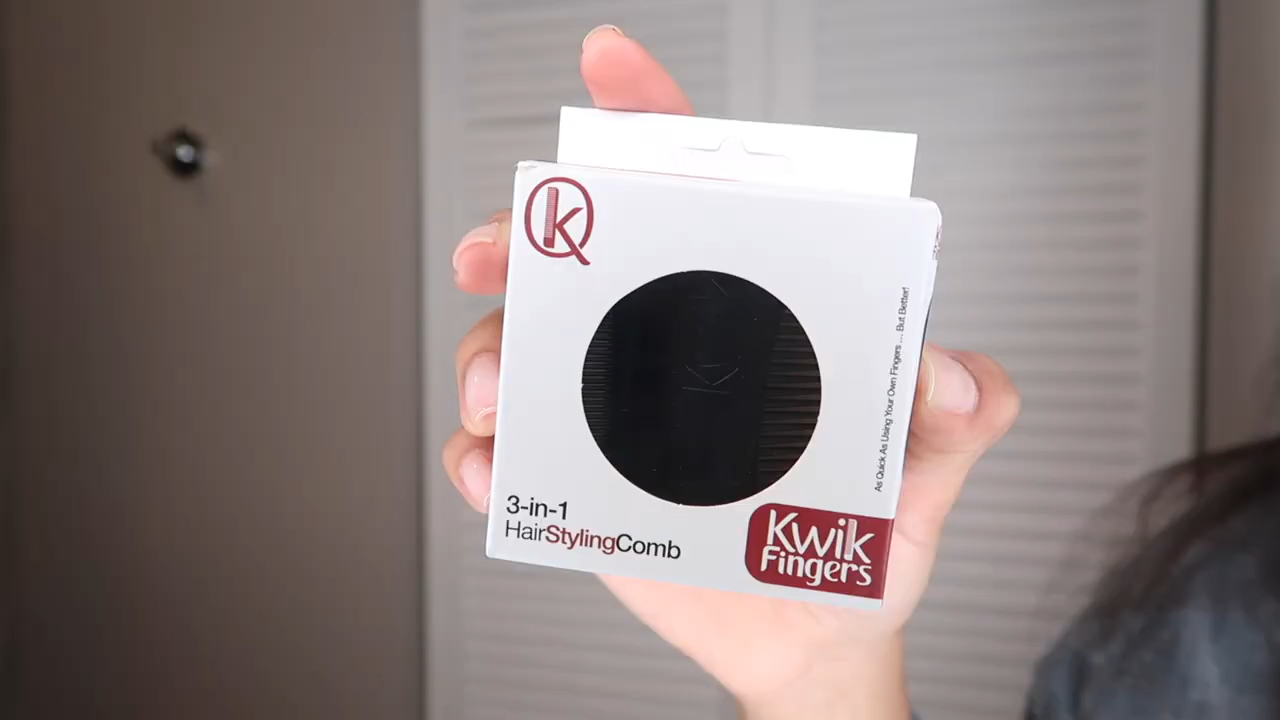 k
As Quick As Using Your Own Fingers ... But Better!
K
3-in-1
HairStylingComb
Kwik
Fingers